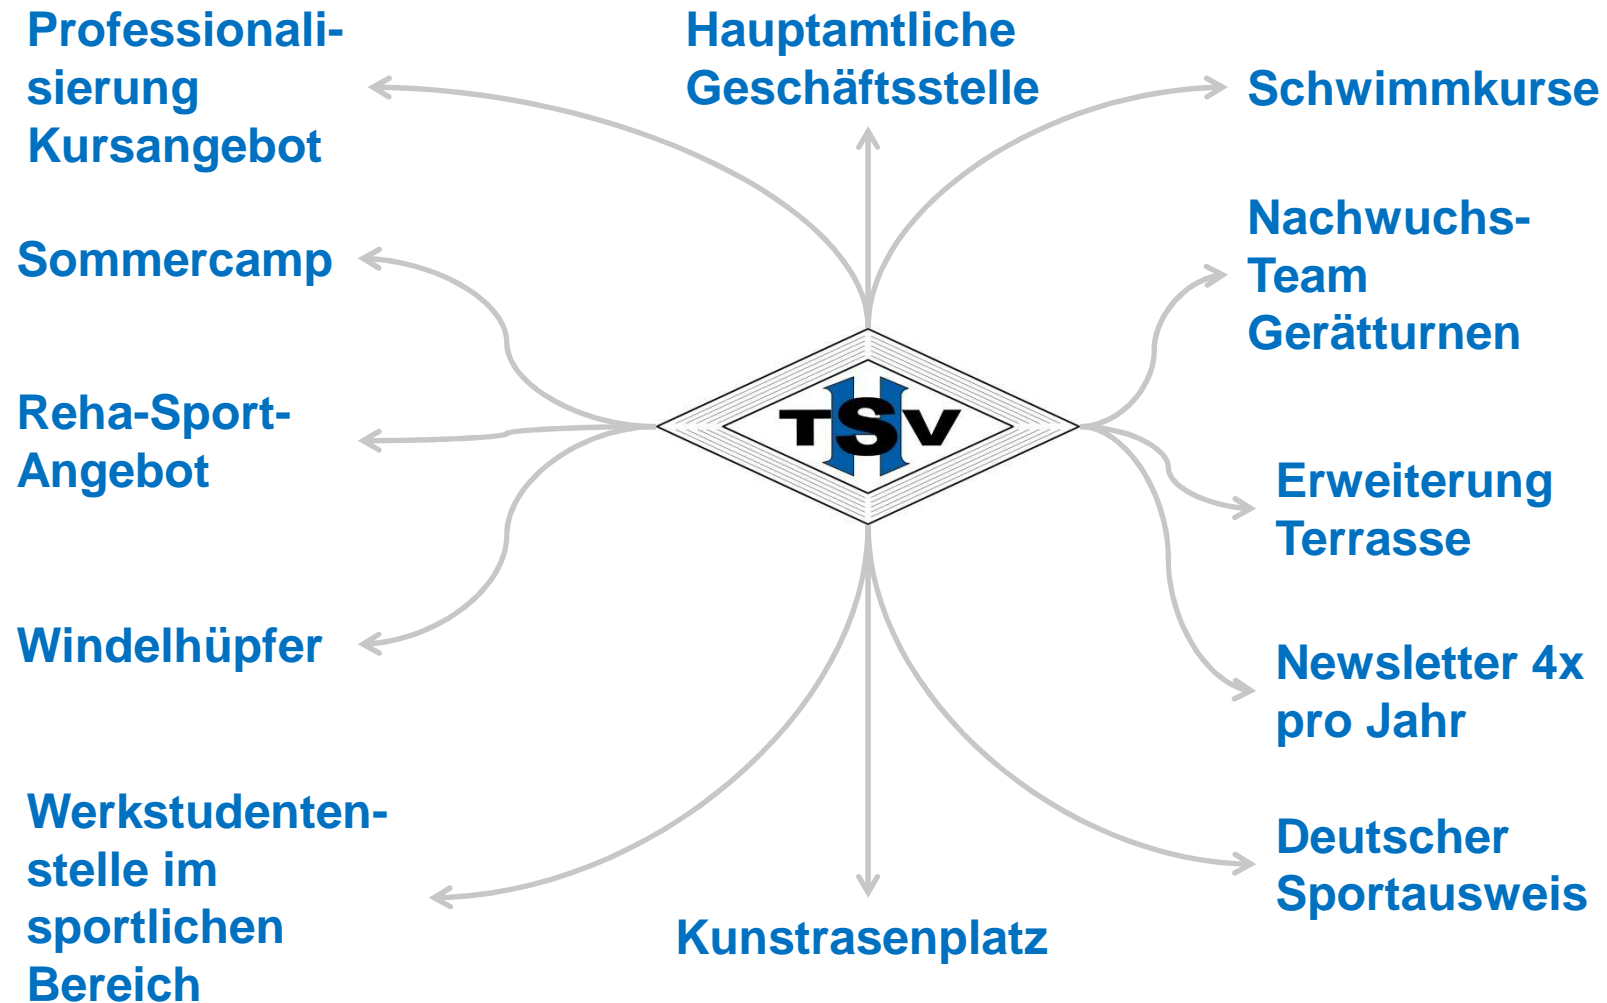 Professionali-
sierung
Kursangebot
Hauptamtliche
Geschäftsstelle
Schwimmkurse
Sommercamp
Nachwuchs-
Team
Gerätturnen
Reha-Sport-
Angebot
TSV
H
Erweiterung
Terrasse
Windelhüpfer
Newsletter 4x
pro Jahr
Werkstudenten-
stelle im
sportlichen
Bereich
Kunstrasenplatz
Deutscher
Sportausweis